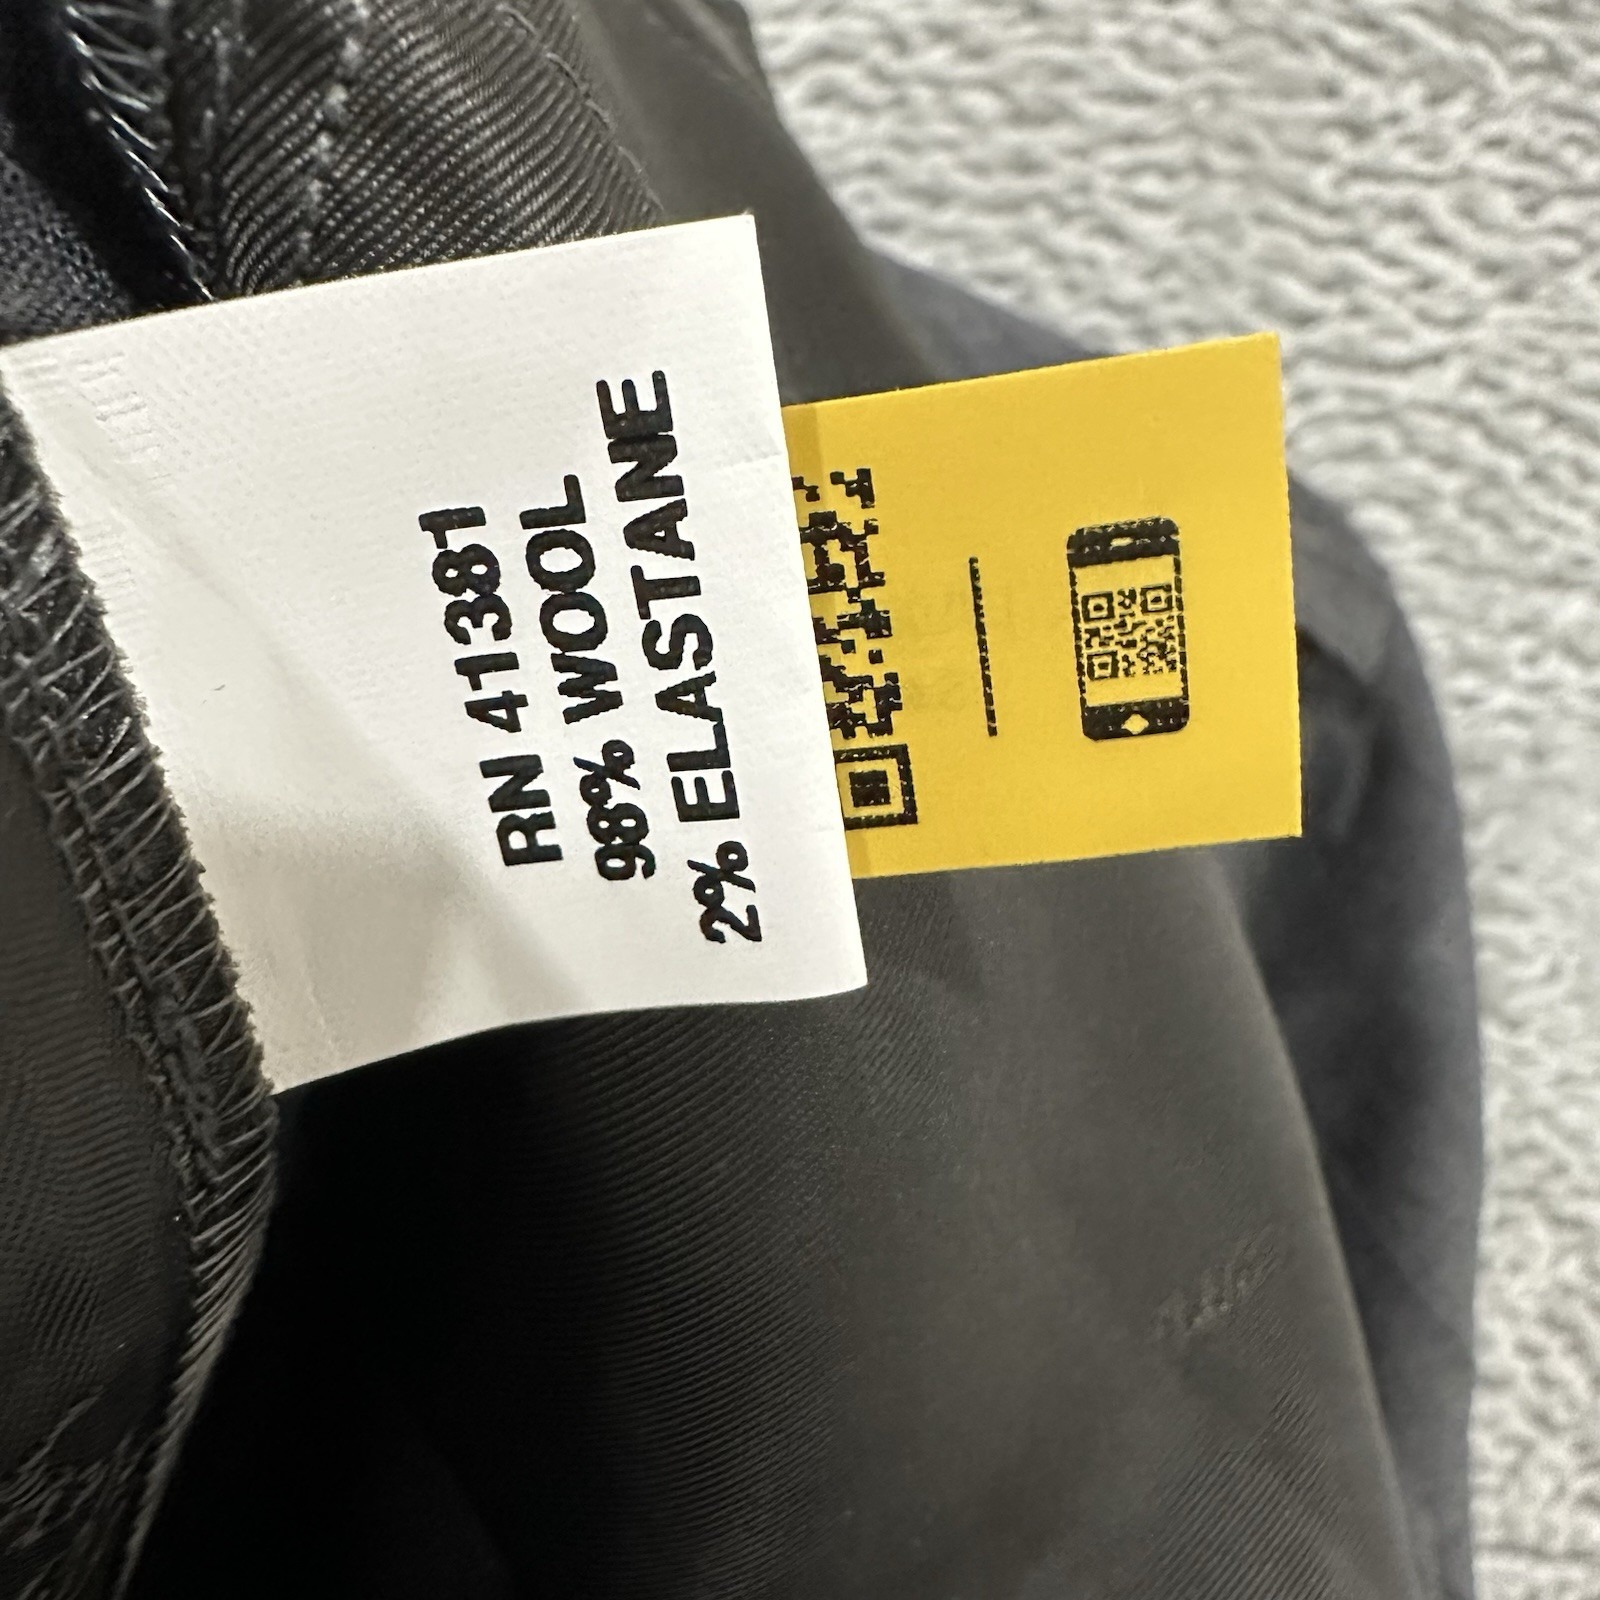 RN 41381
98% WOOL
2% ELASTANE